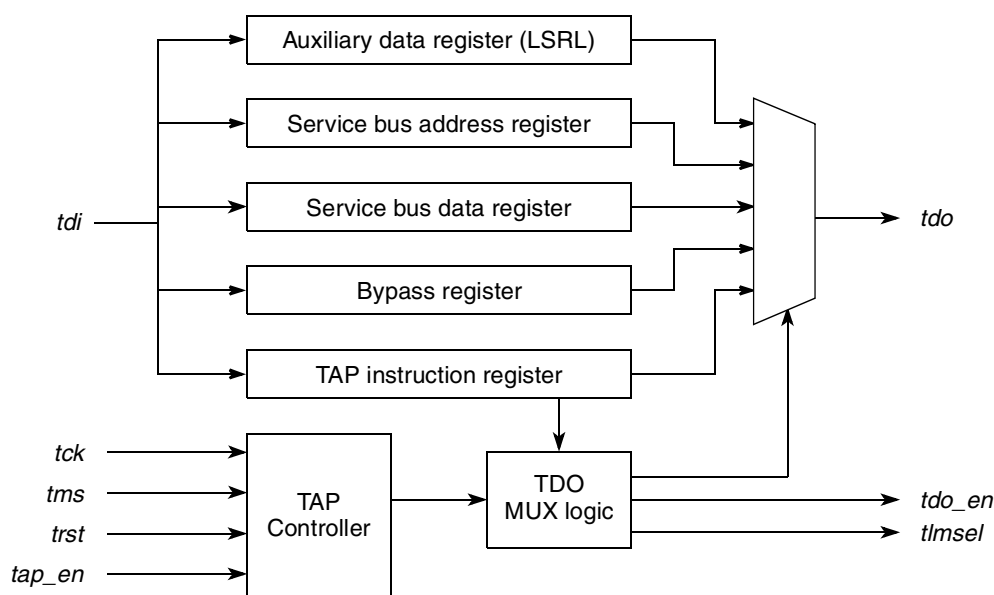 Auxiliary data register (LSRL)
Service bus address register
Service bus data register
tdi
tdo
Bypass register
TAP instruction register
tck
tms
trst
tap_en
TAP
Controller
TDO
MUX logic
tdo_en
tlmsel